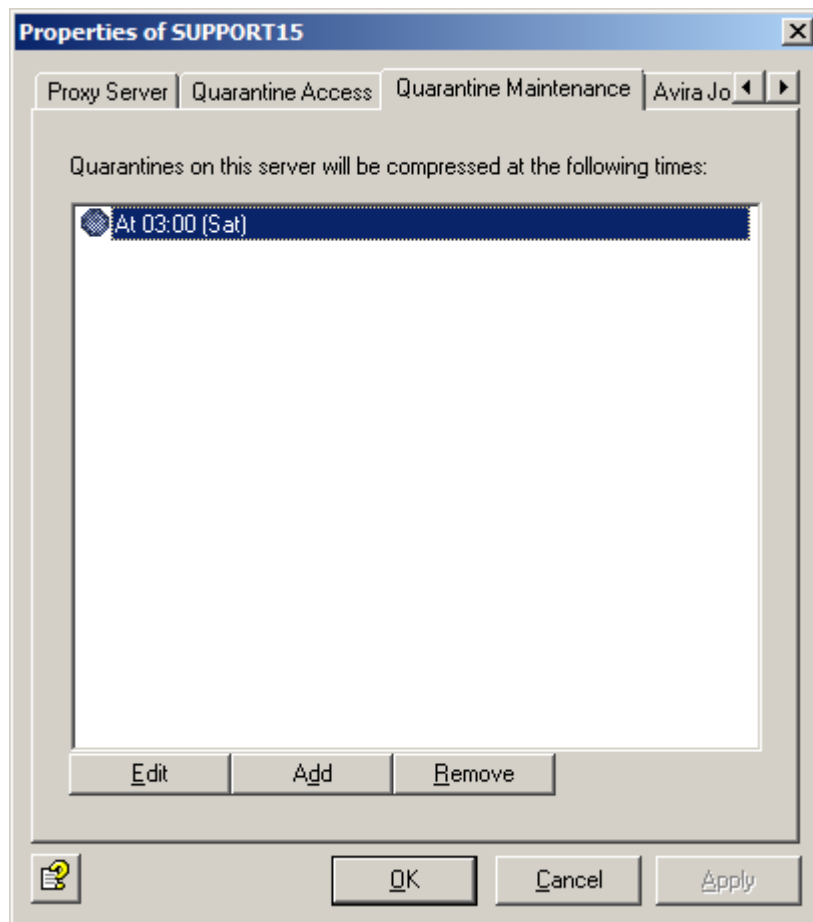 Properties of SUPPORT15
Proxy Server Quarantine Access Quarantine Maintenance Avira Jo
Quarantines on this server will be compressed at the following times:
At 03:00 (Sat)
Edit Add Remove
OK Cancel Apply